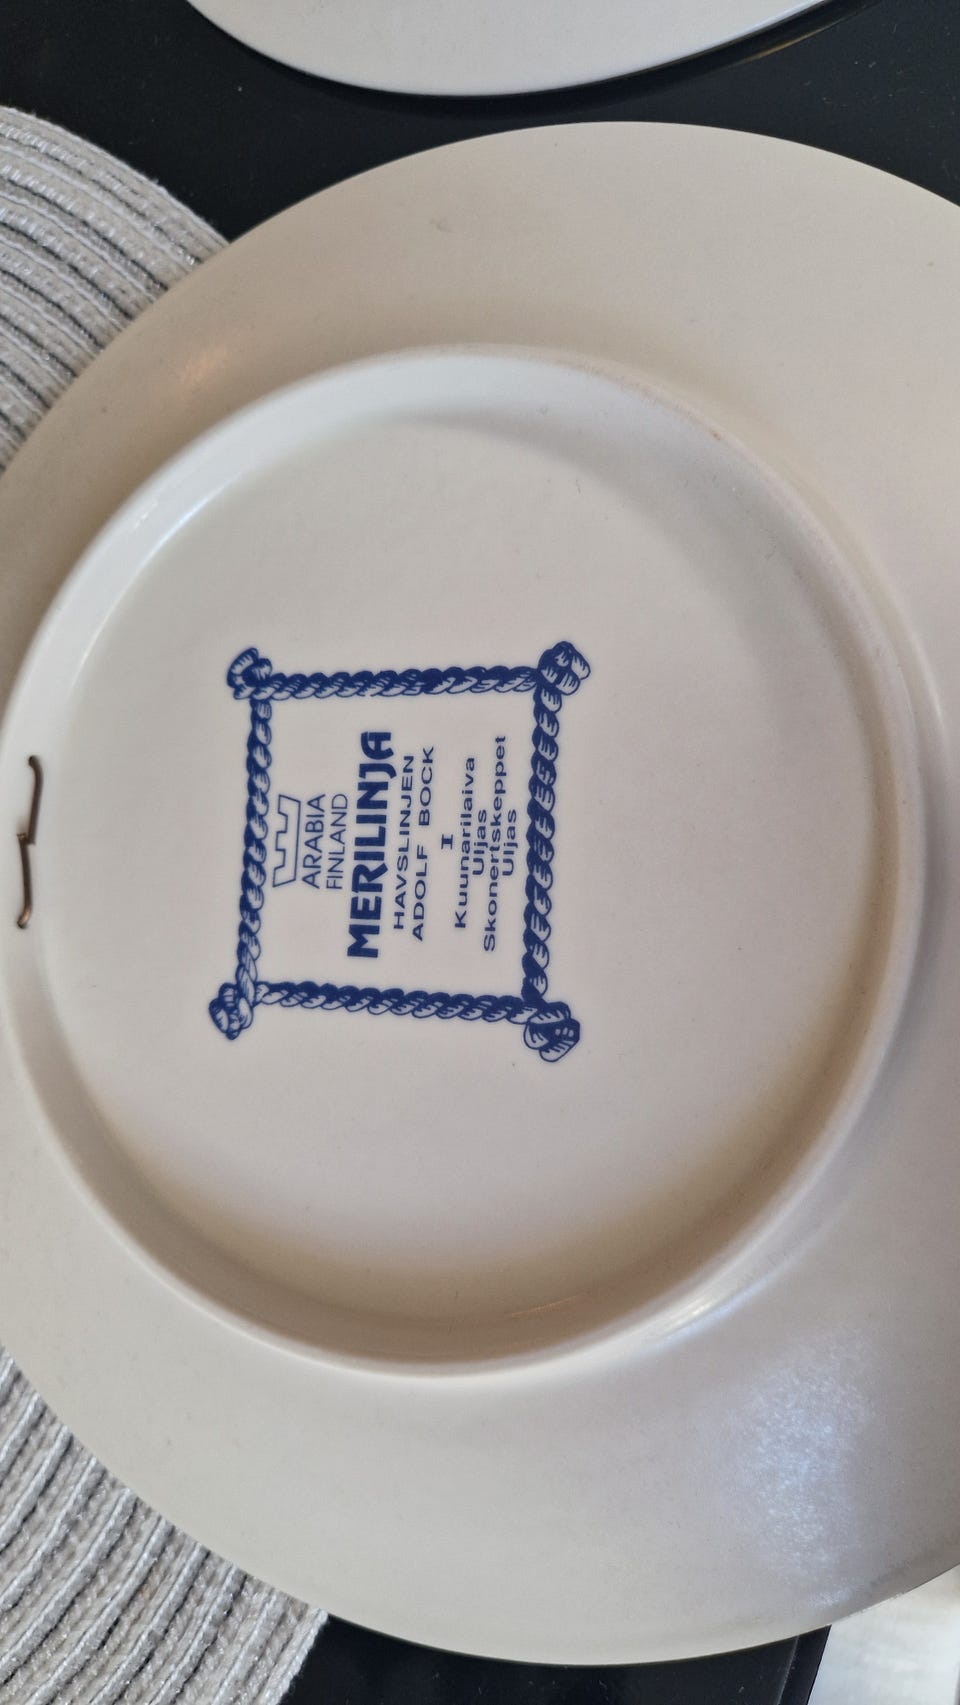 ARABIA
FINLAND
MERILINJA
HAVSLINJEN
ADOLF BOCK
I
Kuunarilaiva
Uljas
Skonertskeppet
Uljas